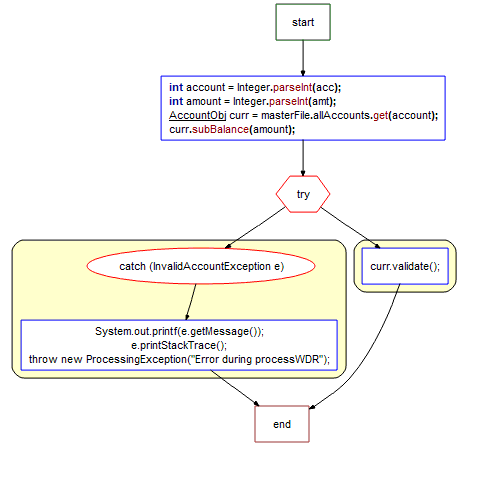 start
int account = Integer.parseInt(acc);
int amount = Integer.parseInt(amt);
AccountObj curr = masterFile.allAccounts.get(account);
curr.subBalance(amount);
try
catch (InvalidAccountException e)
curr.validate();
System.out.printf(e.getMessage());
e.printStackTrace();
throw new ProcessingException("Error during processWDR");
end